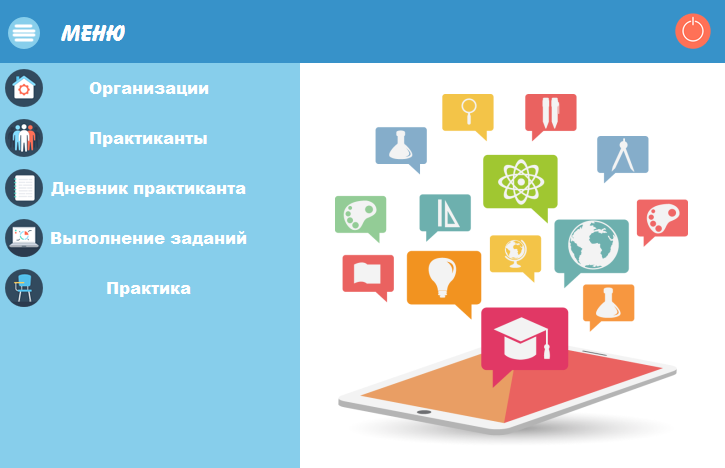 МЕНЮ
Организации
Практиканты
Дневник практиканта
Выполнение заданий
Практика